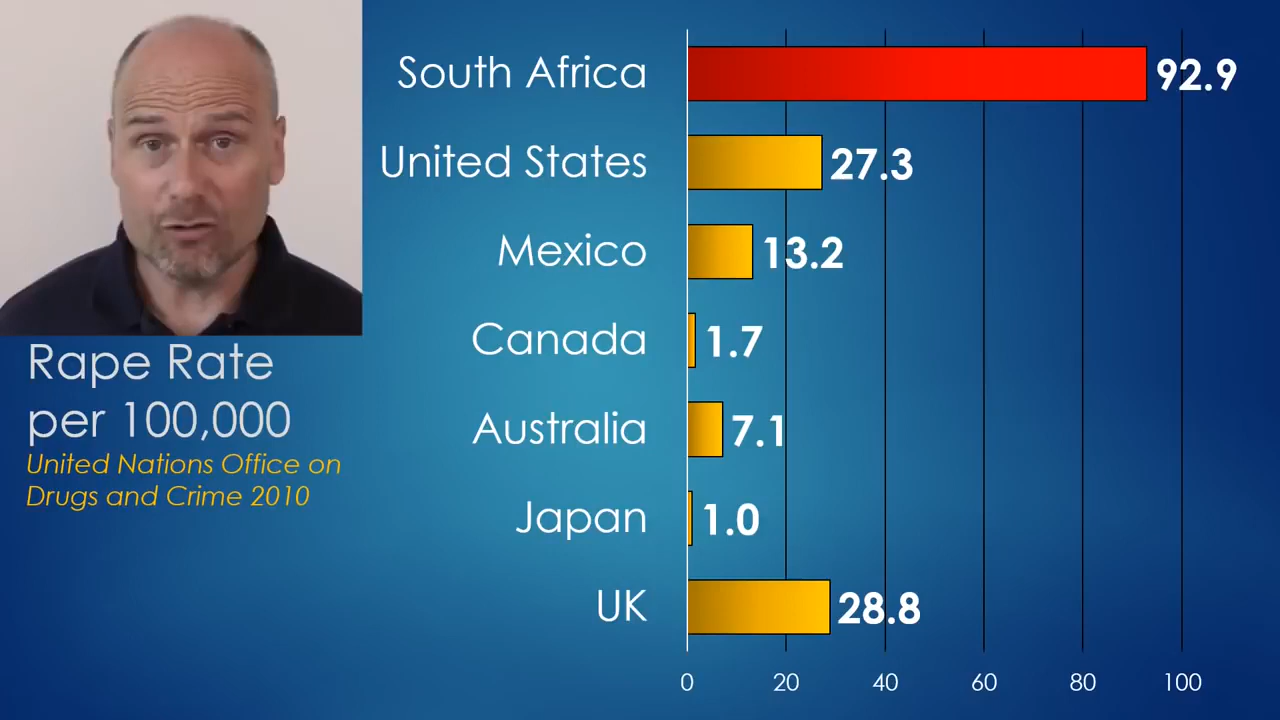 Rape Rate
per 100,000
United Nations Office on
Drugs and Crime 2010
South Africa 92.9
United States 27.3
Mexico 13.2
Canada 1.7
Australia 7.1
Japan 1.0
UK 28.8
0 20 40 60 80 100